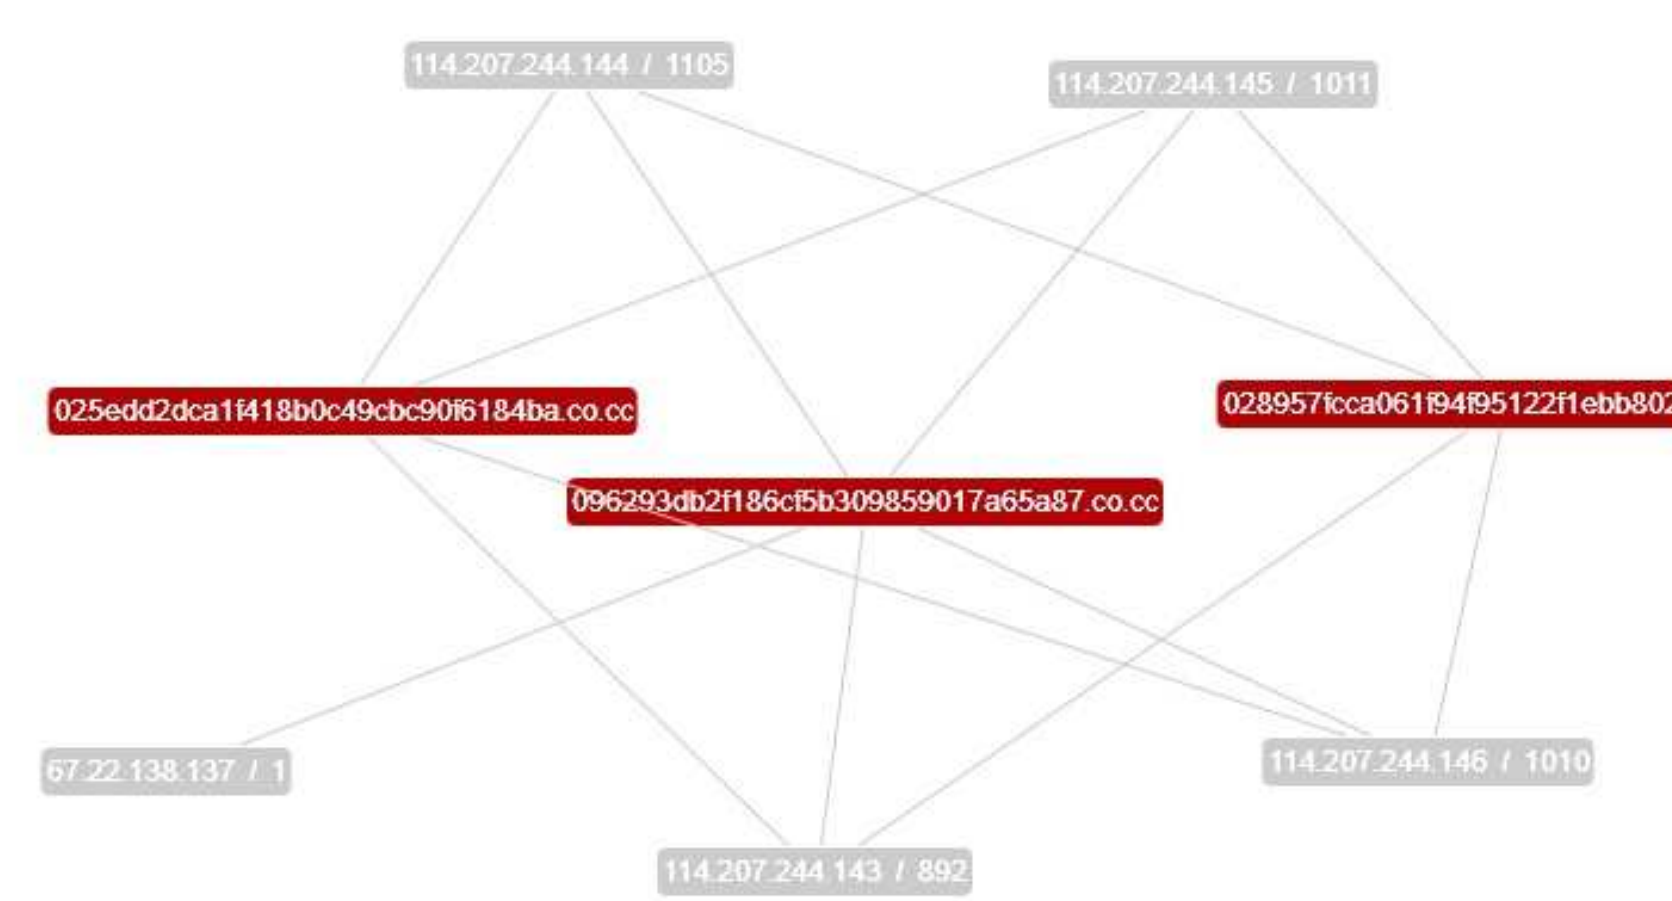 114.207.244.144 / 1105
114.207.244.145 / 1011
025edd2dca1f418b0c49cbc90f6184ba.co.cc
028957fcca061f94f95122f1ebb802
096293db2f186cf5b309859017a65a87.co.cc
67.22.138.137 / 1
114.207.244.146 / 1010
114.207.244.143 / 892